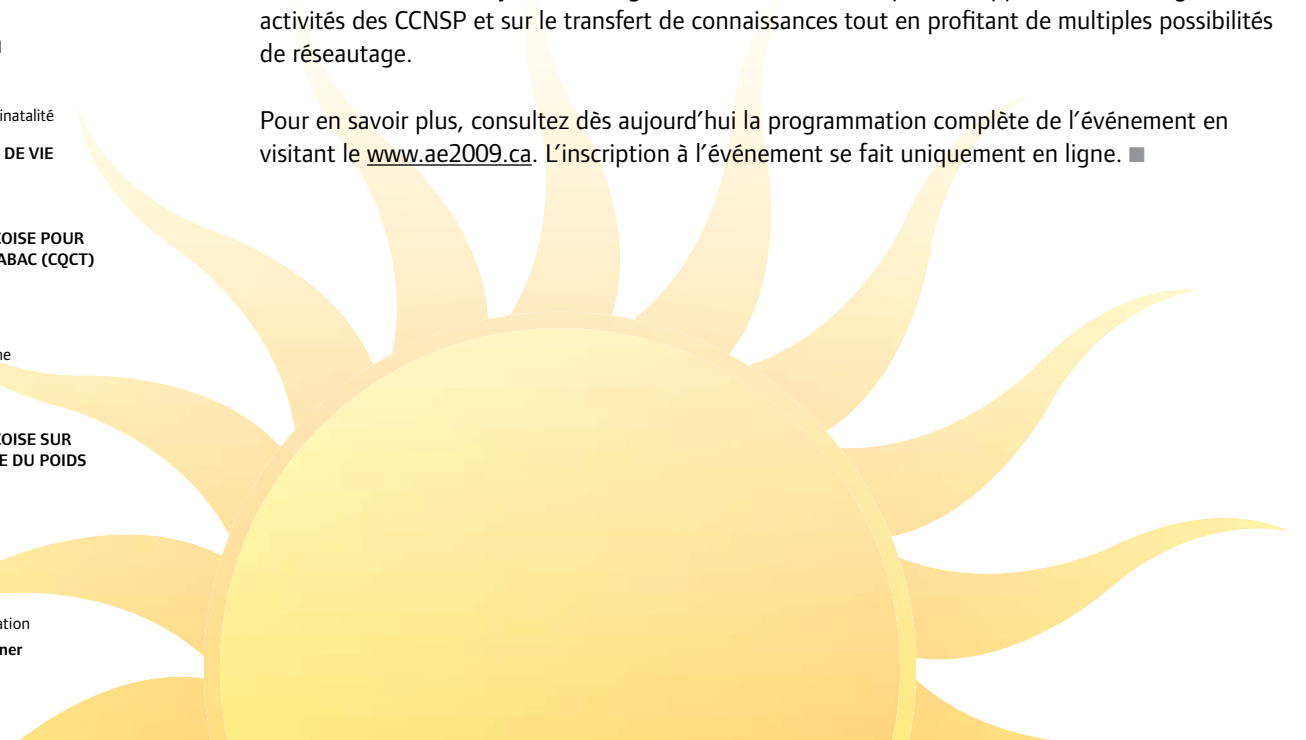 activités des CCNSP et sur le transfert de connaissances tout en profitant de multiples possibilités
de réseautage.
Pour en savoir plus, consultez dès aujourd’hui la programmation complète de l’événement en
visitant le www.ae2009.ca. L’inscription à l’événement se fait uniquement en ligne. ■
inatalité
DE VIE
OISE POUR
ABAC (CQCT)
ne
OISE SUR
E DU POIDS
ation
ner